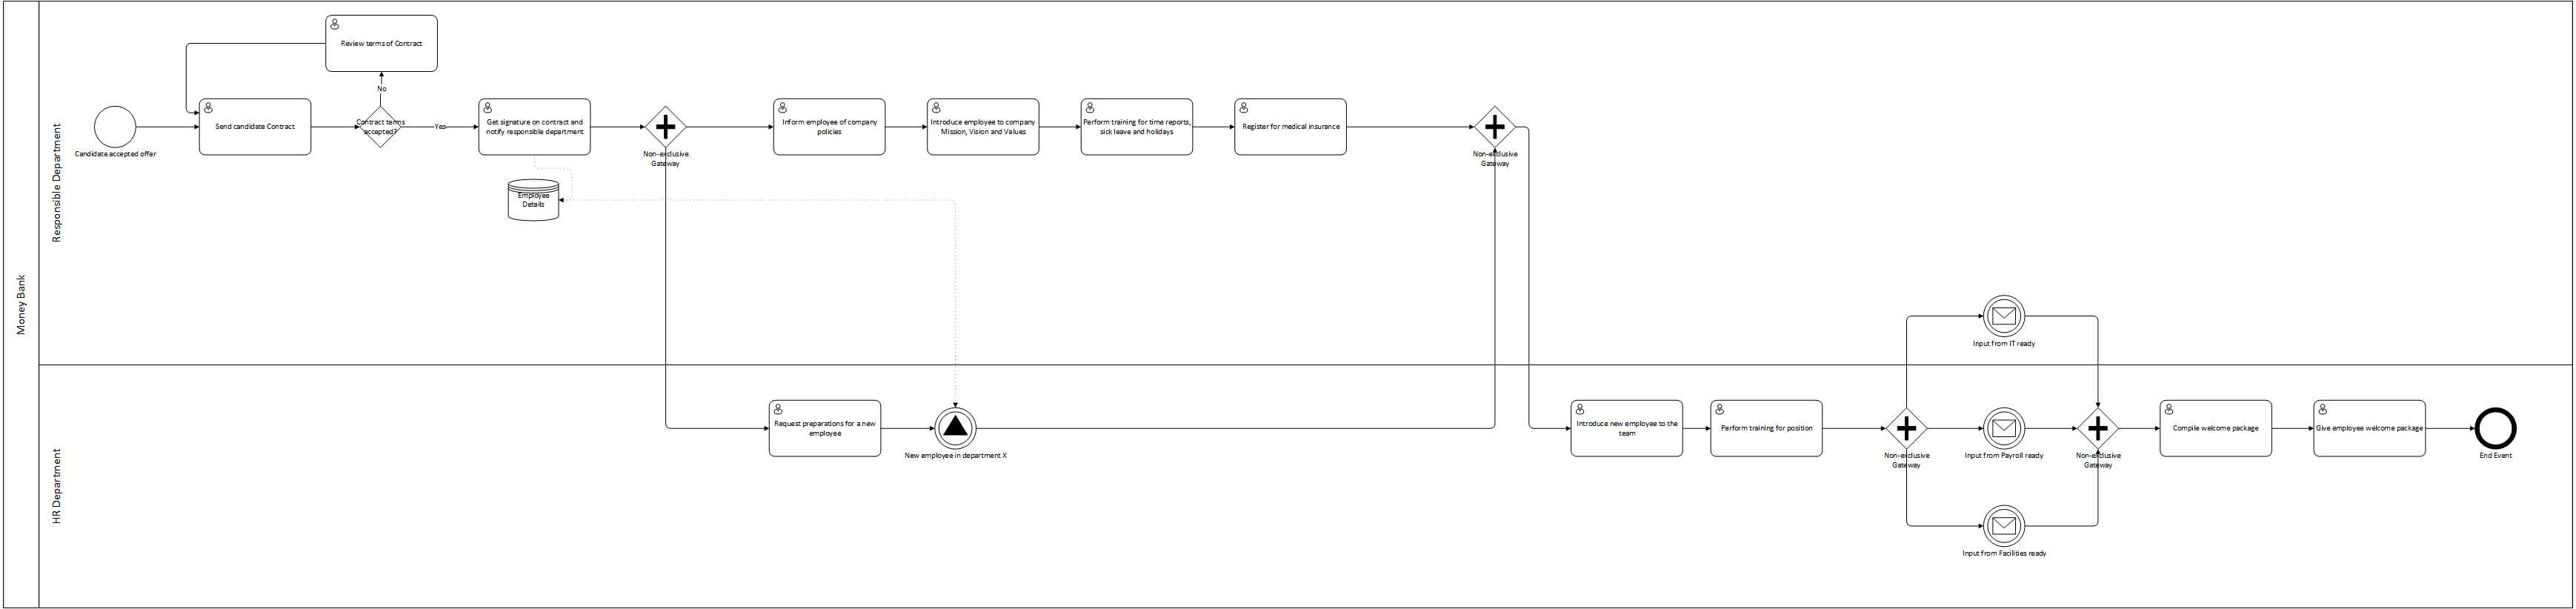 Money Bank
Responsible Department
HR Department
Review terms of Contract
No
Candidate accepted offer
Send candidate Contract
Contract terms
accepted?
Yes
Get signature on contract and
notify responsible department
Employee
Details
Non-exclusive
Gateway
Inform employee of company
policies
Introduce employee to company
Mission, Vision and Values
Perform training for time reports,
sick leave and holidays
Register for medical insurance
Non-exclusive
Gateway
Request preparations for a new
employee
New employee in department X
Introduce new employee to the
team
Perform training for position
Non-exclusive
Gateway
Input from IT ready
Input from Payroll ready
Input from Facilities ready
Non-exclusive
Gateway
Compile welcome package
Give employee welcome package
End Event